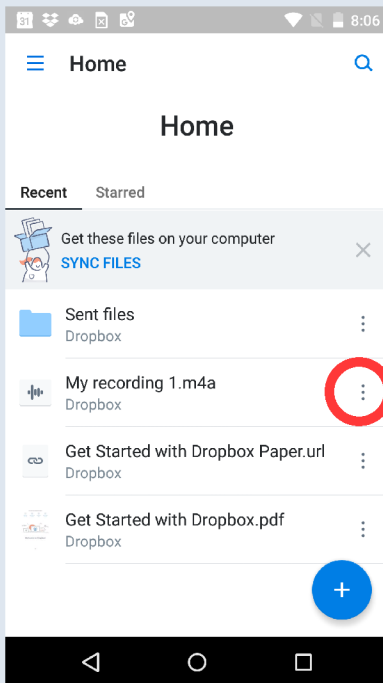 31
8:06
Home
Home
Recent Starred
Get these files on your computer
SYNC FILES
Sent files
Dropbox
My recording 1.m4a
Dropbox
Get Started with Dropbox Paper.url
Dropbox
Get Started with Dropbox.pdf
Dropbox